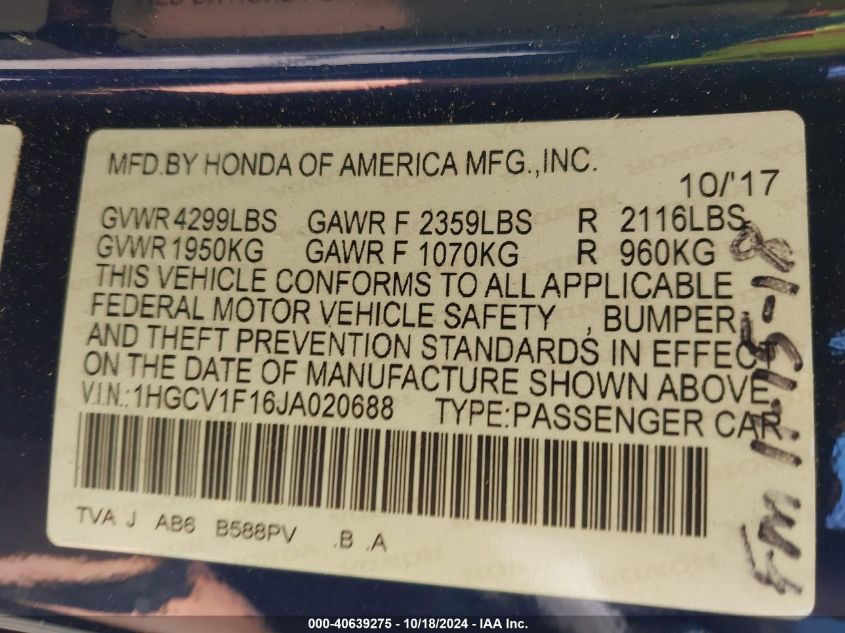 MFD.BY HONDA OF AMERICA MFG.,INC.
10/'17
GVWR 4299LBS GAWR F 2359LBS R 2116LBS
GVWR 1950KG GAWR F 1070KG R 960KG
THIS VEHICLE CONFORMS TO ALL APPLICABLE
FEDERAL MOTOR VEHICLE SAFETY , BUMPER,
AND THEFT PREVENTION STANDARDS IN EFFECT
ON THE DATE OF MANUFACTURE SHOWN ABOVE.
V.I.N.:1HGCV1F16JA020688 TYPE:PASSENGER CAR
TVA J AB6 B588PV .B .A
000-40639275 - 10/18/2024 - IAA Inc.